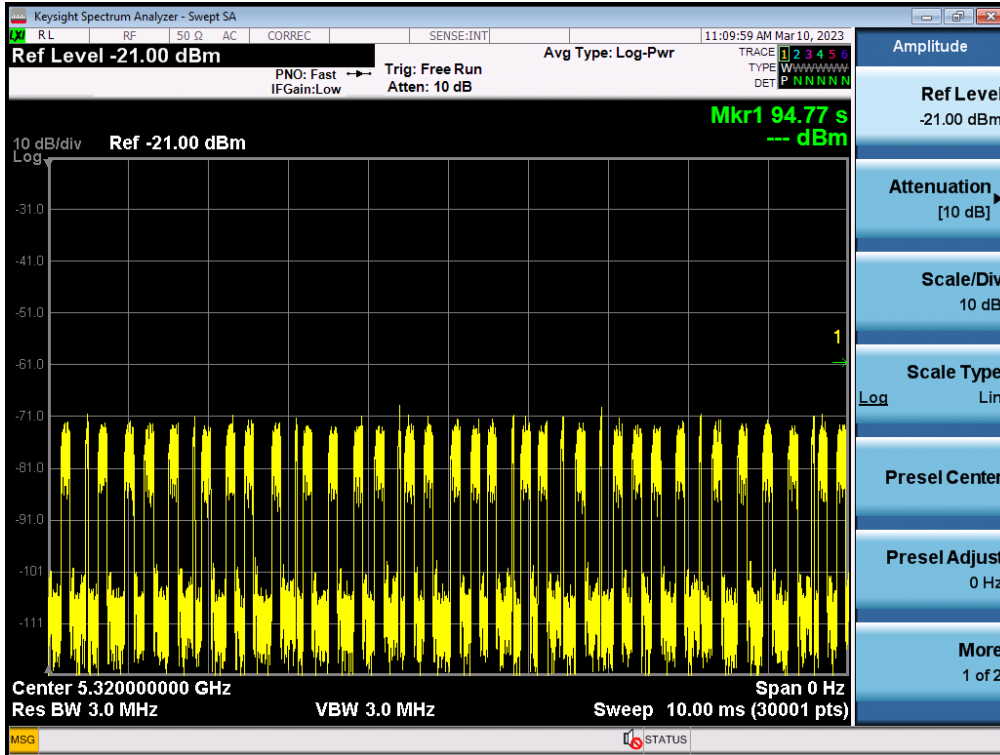 Keysight Spectrum Analyzer - Swept SA
LXI RL RF 50 Ω AC CORREC SENSE:INT 11:09:59 AM Mar 10, 2023
Ref Level -21.00 dBm
PNO: Fast
IFGain:Low
Trig: Free Run
Atten: 10 dB
Avg Type: Log-Pwr
TRACE 1 2 3 4 5 6
TYPE W W W W W W
DET P N N N N N
Mkr1 94.77 s
--- dBm
10 dB/div Ref -21.00 dBm
Log
-31.0
-41.0
-51.0
1
-61.0
-71.0
-81.0
-91.0
-101
-111
Center 5.320000000 GHz Span 0 Hz
Res BW 3.0 MHz VBW 3.0 MHz Sweep 10.00 ms (30001 pts)
MSG STATUS
Amplitude
Ref Level
-21.00 dBm
Attenuation
[10 dB]
Scale/Div
10 dB
Scale Type
Log Lin
Presel Center
Presel Adjust
0 Hz
More
1 of 2